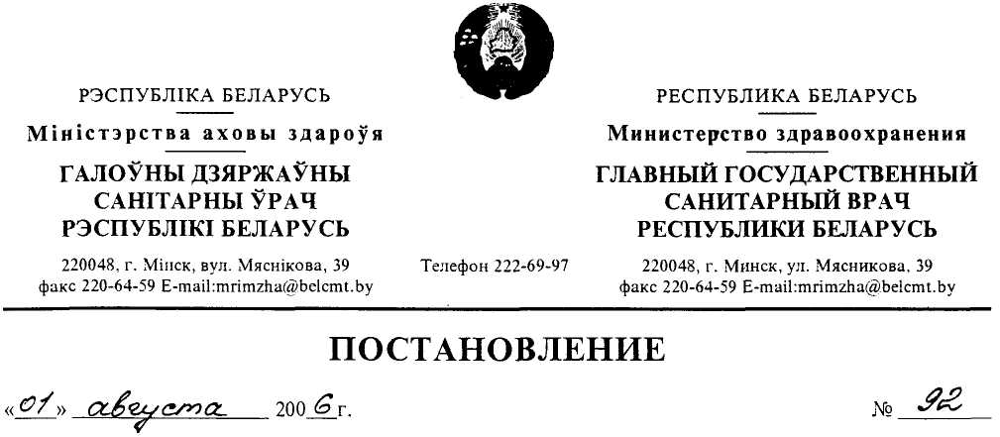 РЭСПУБЛІКА БЕЛАРУСЬ
Міністэрства аховы здароўя
ГАЛОЎНЫ ДЗЯРЖАЎНЫ
САНІТАРНЫ ЎРАЧ
РЭСПУБЛІКІ БЕЛАРУСЬ
220048, г. Мінск, вул. Мяснікова, 39
факс 220-64-59 E-mail:mrimzha@belcmt.by
Телефон 222-69-97
РЕСПУБЛИКА БЕЛАРУСЬ
Министерство здравоохранения
ГЛАВНЫЙ ГОСУДАРСТВЕННЫЙ
САНИТАРНЫЙ ВРАЧ
РЕСПУБЛИКИ БЕЛАРУСЬ
220048, г. Минск, ул. Мясникова, 39
факс 220-64-59 E-mail:mrimzha@belcmt.by
ПОСТАНОВЛЕНИЕ
«01» августа 2006г. № 92